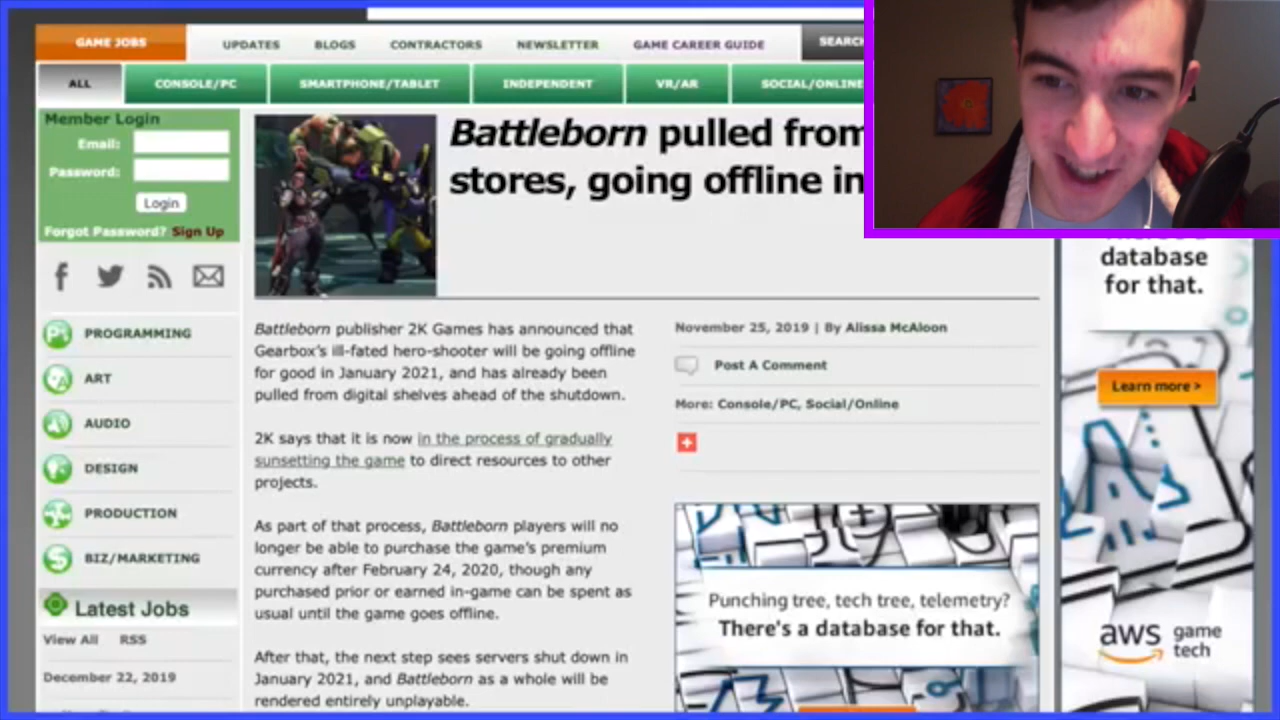 GAME JOBS
UPDATES
BLOGS
CONTRACTORS
NEWSLETTER
GAME CAREER GUIDE
SEARCH
ALL
CONSOLE/PC
SMARTPHONE/TABLET
INDEPENDENT
VR/AR
SOCIAL/ONLINE
Member Login
Email:
Password:
Login
Forgot Password? Sign Up
PROGRAMMING
ART
AUDIO
DESIGN
PRODUCTION
BIZ/MARKETING
Latest Jobs
View All RSS
December 22, 2019
Battleborn pulled from
stores, going offline in
Battleborn publisher 2K Games has announced that
Gearbox's ill-fated hero-shooter will be going offline
for good in January 2021, and has already been
pulled from digital shelves ahead of the shutdown.
2K says that it is now in the process of gradually
sunsetting the game to direct resources to other
projects.
As part of that process, Battleborn players will no
longer be able to purchase the game's premium
currency after February 24, 2020, though any
purchased prior or earned in-game can be spent as
usual until the game goes offline.
After that, the next step sees servers shut down in
January 2021, and Battleborn as a whole will be
rendered entirely unplayable.
November 25, 2019 | By Alissa McAloon
Post A Comment
More: Console/PC, Social/Online
Punching tree, tech tree, telemetry?
There's a database for that.
database
for that.
Learn more >
aws game
tech